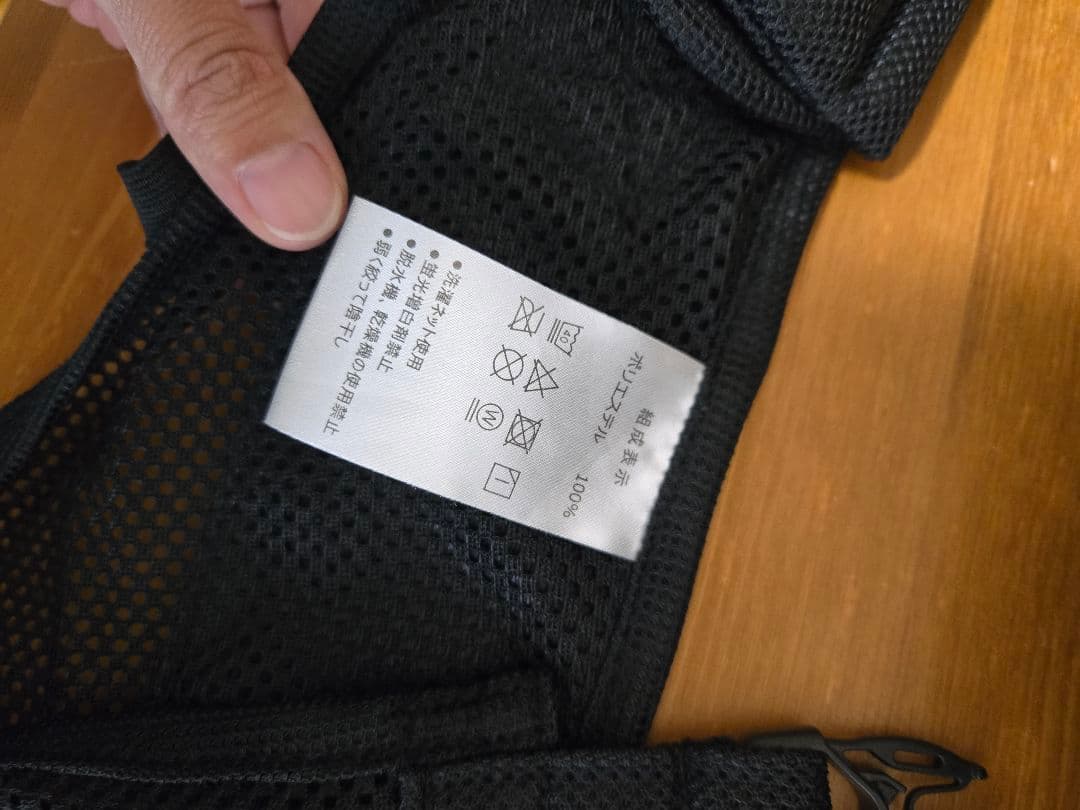 組成表示
ポリエステル 100%
40
W
•洗濯ネット使用
•蛍光増白剤禁止
•脱水機、乾燥機の使用禁止
•弱く絞って陰干し